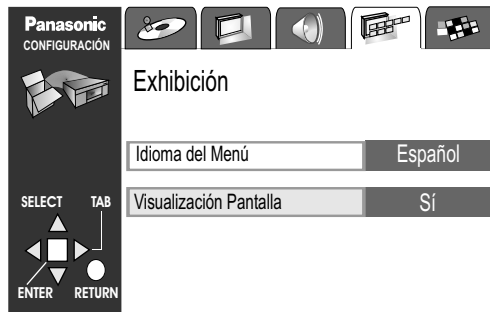 Panasonic
CONFIGURACIÓN
Exhibición
Idioma del Menú Español
Visualización Pantalla Sí
SELECT TAB
ENTER RETURN